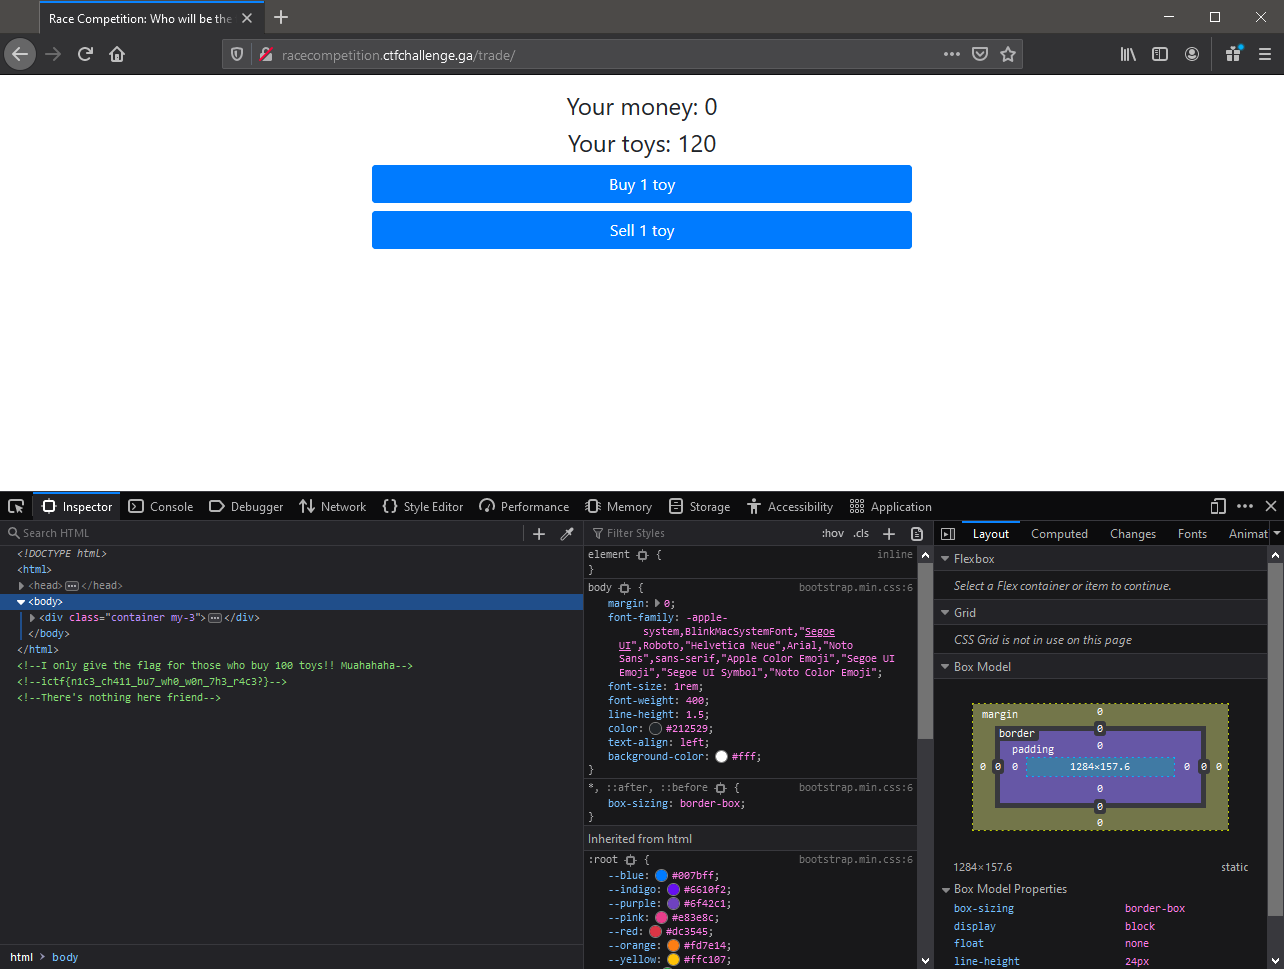 Race Competition: Who will be the
racecompetition.ctfchallenge.ga/trade/
Your money: 0
Your toys: 120
Buy 1 toy
Sell 1 toy
Inspector Console Debugger Network Style Editor Performance Memory Storage Accessibility Application
Search HTML
<!DOCTYPE html>
<html>
<head></head>
<body>
<div class="container my-3"></div>
</body>
</html>
<!--I only give the flag for those who buy 100 toys!! Muahahaha-->
<!--ictf{n1c3_ch411_bu7_wh0_w0n_7h3_r4c3?}-->
<!--There's nothing here friend-->
html > body
Filter Styles :hov .cls
element { inline
}
body { bootstrap.min.css:6
margin: 0;
font-family: -apple-
system,BlinkMacSystemFont,"Segoe
UI",Roboto,"Helvetica Neue",Arial,"Noto
Sans",sans-serif,"Apple Color Emoji","Segoe UI
Emoji","Segoe UI Symbol","Noto Color Emoji";
font-size: 1rem;
font-weight: 400;
line-height: 1.5;
color: #212529;
text-align: left;
background-color: #fff;
}
*, ::after, ::before { bootstrap.min.css:6
box-sizing: border-box;
}
Inherited from html
:root { bootstrap.min.css:6
--blue: #007bff;
--indigo: #6610f2;
--purple: #6f42c1;
--pink: #e83e8c;
--red: #dc3545;
--orange: #fd7e14;
--yellow: #ffc107;
Layout Computed Changes Fonts Animat
Flexbox
Select a Flex container or item to continue.
Grid
CSS Grid is not in use on this page
Box Model
margin 0
border 0
padding 0
0 0 0 1284×157.6 0 0 0
0
0
0
1284×157.6 static
Box Model Properties
box-sizing border-box
display block
float none
line-height 24px